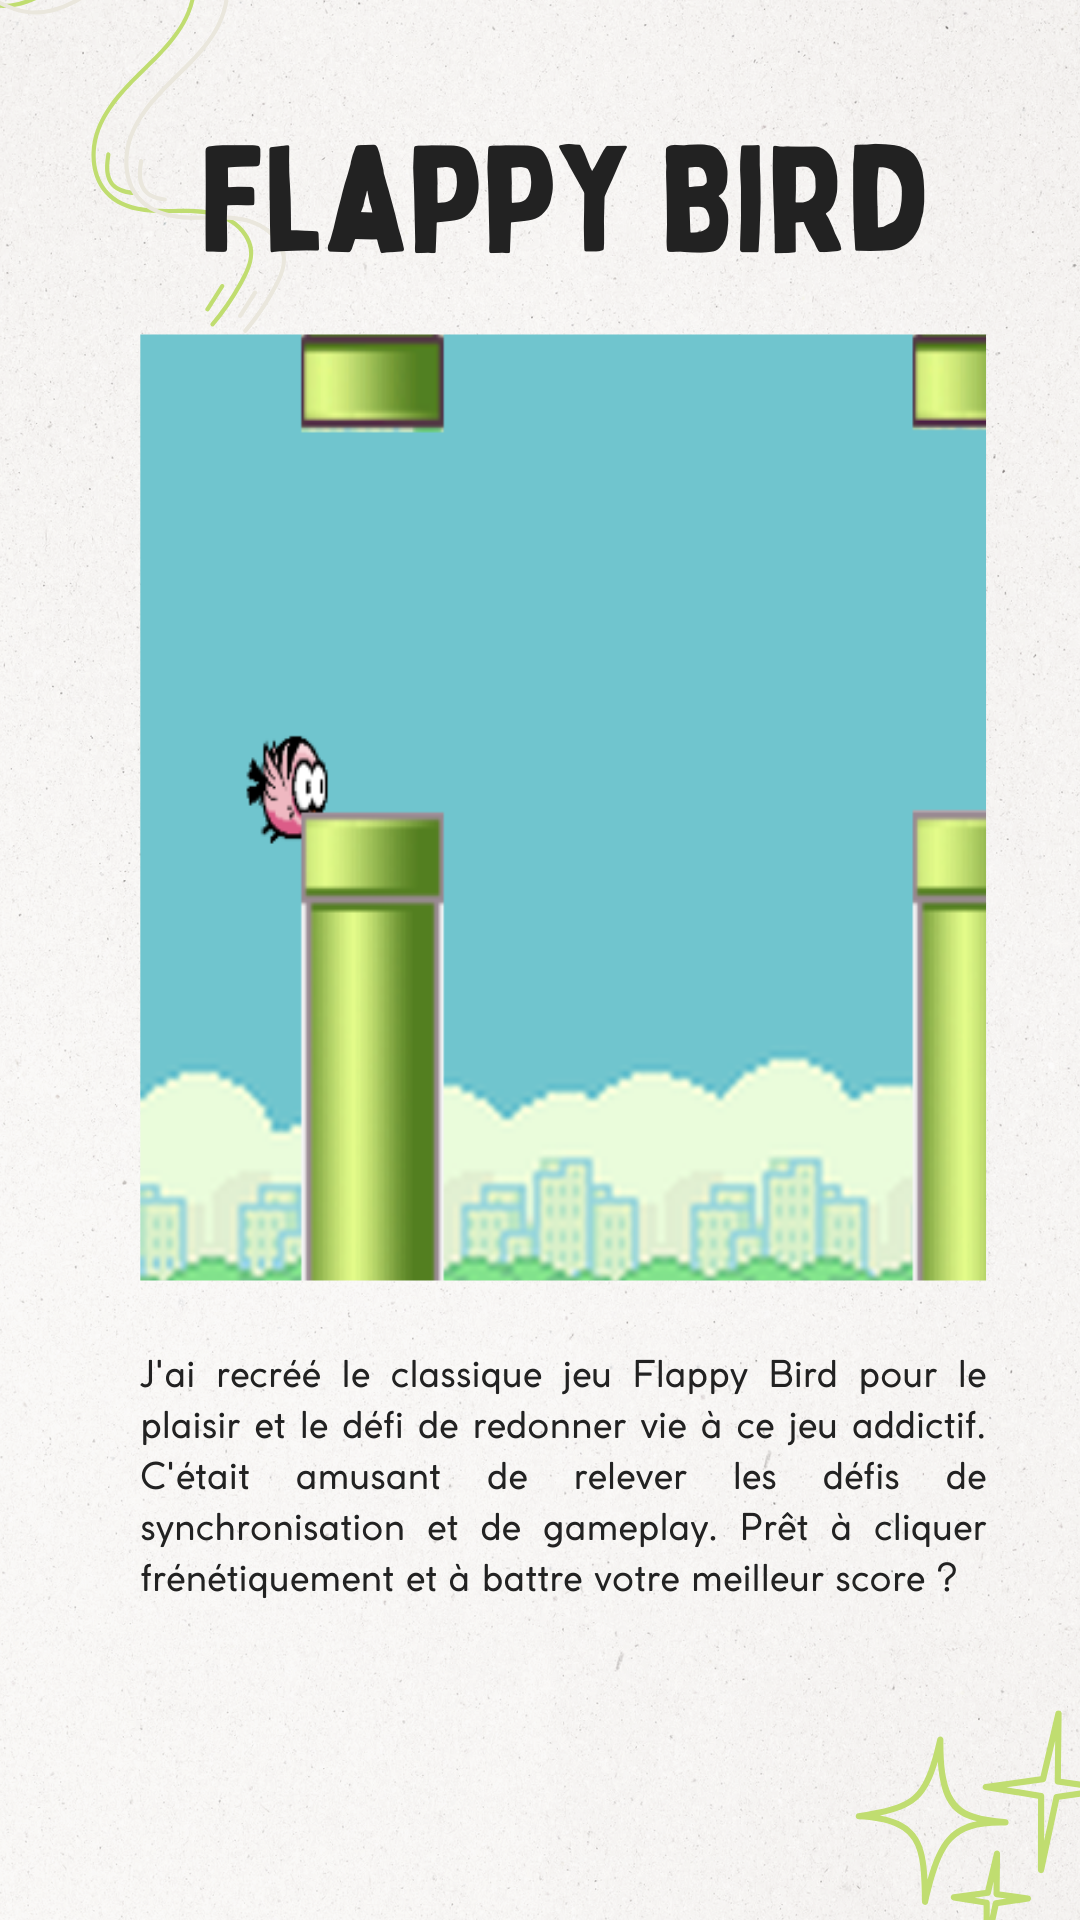 FLAPPY BIRD
J'ai recréé le classique jeu Flappy Bird pour le
plaisir et le défi de redonner vie à ce jeu addictif.
C'était amusant de relever les défis de
synchronisation et de gameplay. Prêt à cliquer
frénétiquement et à battre votre meilleur score ?